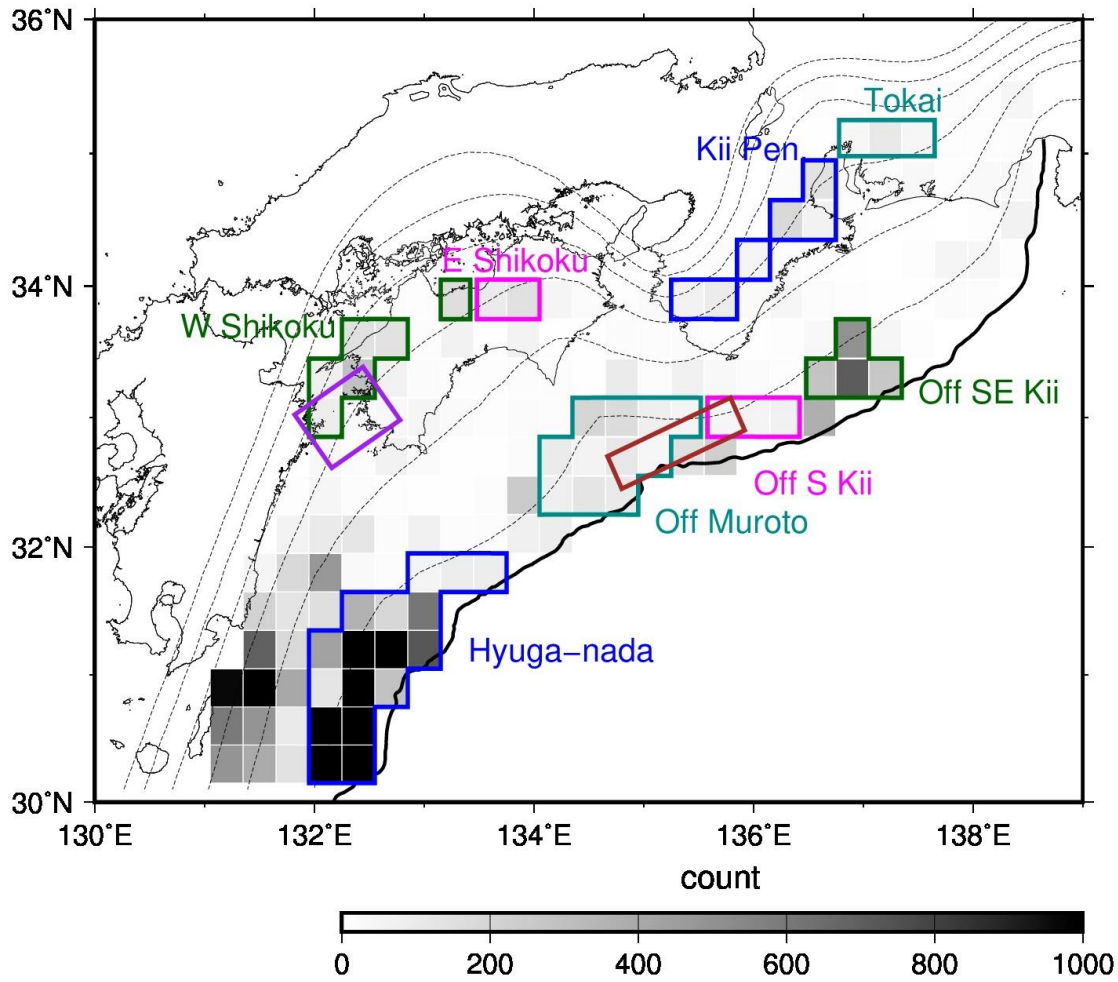 36˚N
Tokai
Kii Pen.
34˚N
E Shikoku
W Shikoku
Off SE Kii
Off S Kii
Off Muroto
32˚N
Hyuga−nada
30˚N
130˚E 132˚E 134˚E 136˚E 138˚E
count
0 200 400 600 800 1000